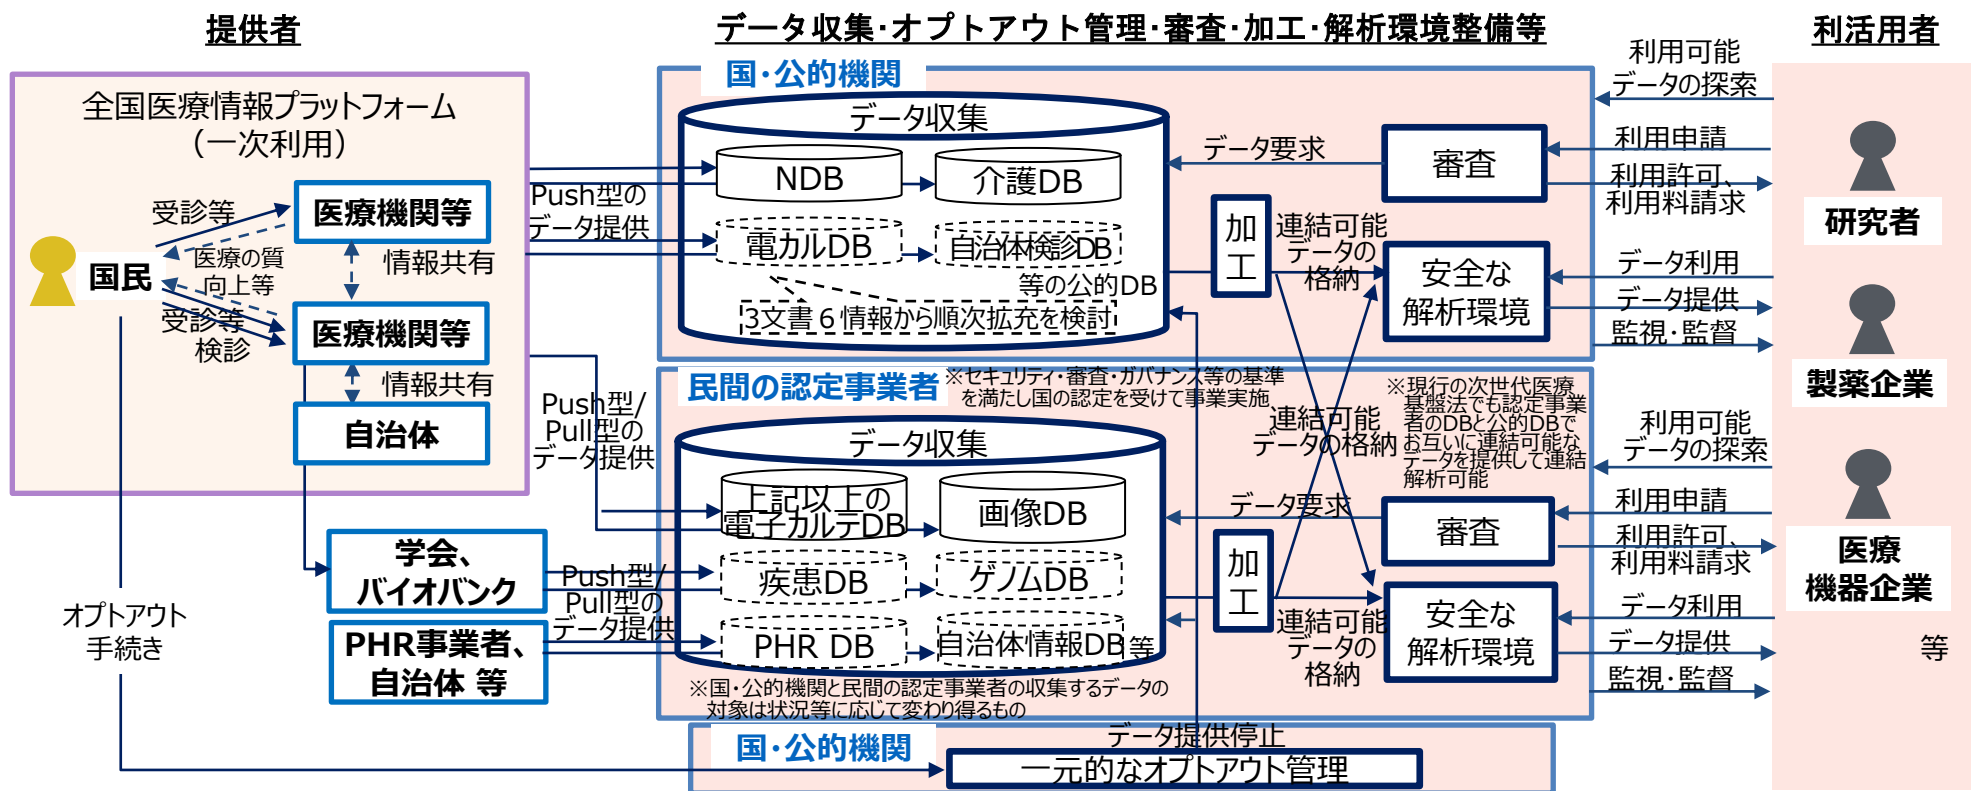 提供者
データ収集・オプトアウト管理・審査・加工・解析環境整備等
利活用者
全国医療情報プラットフォーム
（一次利用）
受診等
医療機関等
国民
医療の質
向上等
情報共有
受診等
検診
医療機関等
情報共有
自治体
学会、
バイオバンク
PHR事業者、
自治体 等
オプトアウト
手続き
Push型の
データ提供
Push型/
Pull型の
データ提供
Push型/
Pull型の
データ提供
国・公的機関
データ収集
NDB
介護DB
電カルDB
自治体検診DB
等の公的DB
3文書６情報から順次拡充を検討
データ要求
審査
加工
連結可能
データの
格納
安全な
解析環境
民間の認定事業者
※セキュリティ・審査・ガバナンス等の基準
を満たし国の認定を受けて事業実施
連結可能
データの格納
※現行の次世代医療
基盤法でも認定事業
者のDBと公的DBで
お互いに連結可能な
データを提供して連結
解析可能
データ収集
上記以上の
電子カルテDB
画像DB
疾患DB
ゲノムDB
PHR DB
自治体情報DB
等
データ要求
審査
加工
連結可能
データの
格納
安全な
解析環境
※国・公的機関と民間の認定事業者の収集するデータの
対象は状況等に応じて変わり得るもの
国・公的機関
データ提供停止
一元的なオプトアウト管理
利用可能
データの探索
利用申請
利用許可、
利用料請求
データ利用
データ提供
監視・監督
利用可能
データの探索
利用申請
利用許可、
利用料請求
データ利用
データ提供
監視・監督
研究者
製薬企業
医療
機器企業
等